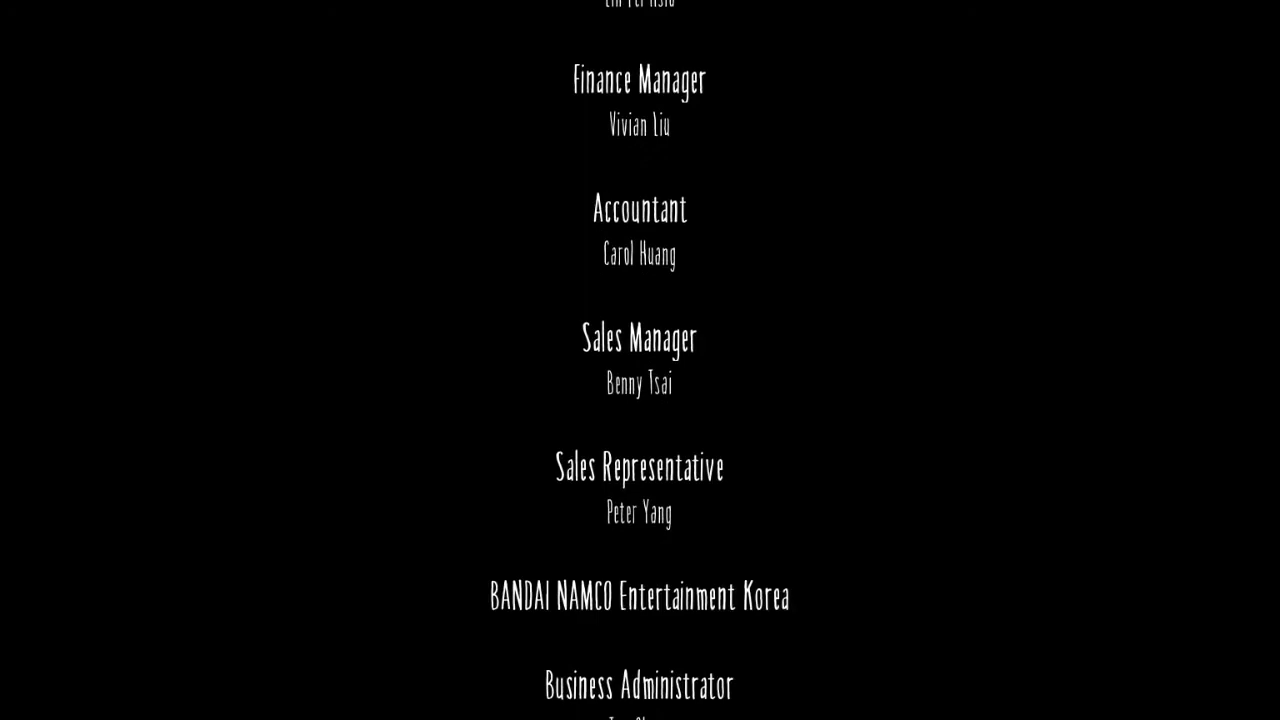 Finance Manager
Vivian Liu
Accountant
Carol Huang
Sales Manager
Benny Tsai
Sales Representative
Peter Yang
BANDAI NAMCO Entertainment Korea
Business Administrator